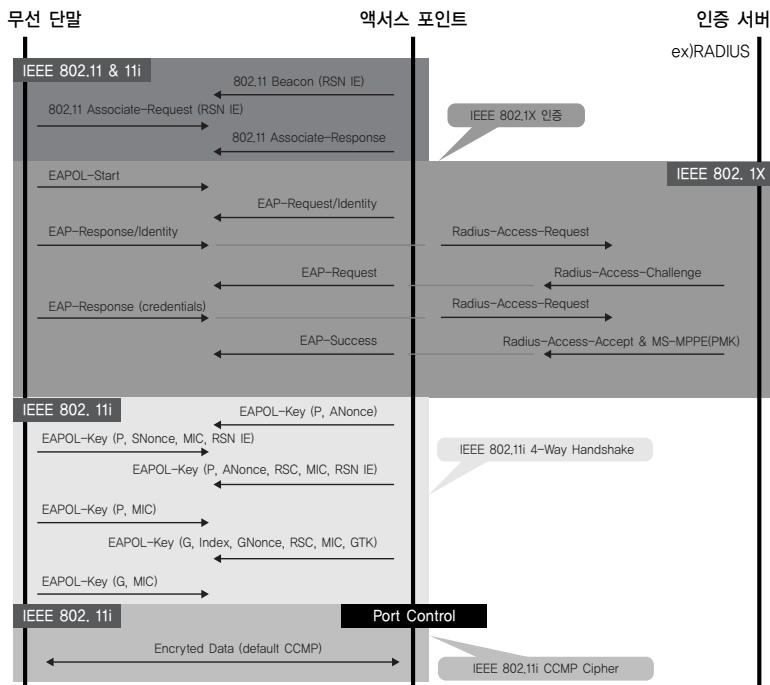 무선 단말
액서스 포인트
인증 서버
ex)RADIUS
IEEE 802.11 & 11i
802.11 Beacon (RSN IE)
802.11 Associate-Request (RSN IE)
802.11 Associate-Response
IEEE 802.1X 인증
IEEE 802. 1X
EAPOL-Start
EAP-Request/Identity
EAP-Response/Identity
Radius-Access-Request
EAP-Request
Radius-Access-Challenge
EAP-Response (credentials)
Radius-Access-Request
EAP-Success
Radius-Access-Accept & MS-MPPE(PMK)
IEEE 802. 11i
EAPOL-Key (P, ANonce)
EAPOL-Key (P, SNonce, MIC, RSN IE)
IEEE 802.11i 4-Way Handshake
EAPOL-Key (P, ANonce, RSC, MIC, RSN IE)
EAPOL-Key (P, MIC)
EAPOL-Key (G, Index, GNonce, RSC, MIC, GTK)
EAPOL-Key (G, MIC)
IEEE 802. 11i
Port Control
Encryted Data (default CCMP)
IEEE 802.11i CCMP Cipher